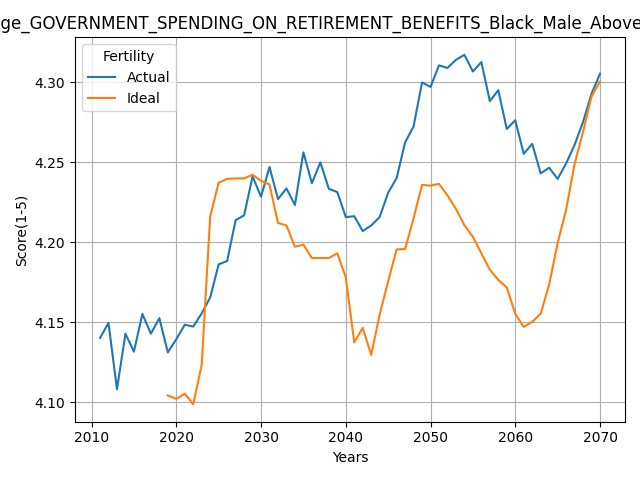 ge_GOVERNMENT_SPENDING_ON_RETIREMENT_BENEFITS_Black_Male_Above
Fertility
Actual
Ideal
Score(1-5)
4.30
4.25
4.20
4.15
4.10
2010 2020 2030 2040 2050 2060 2070
Years